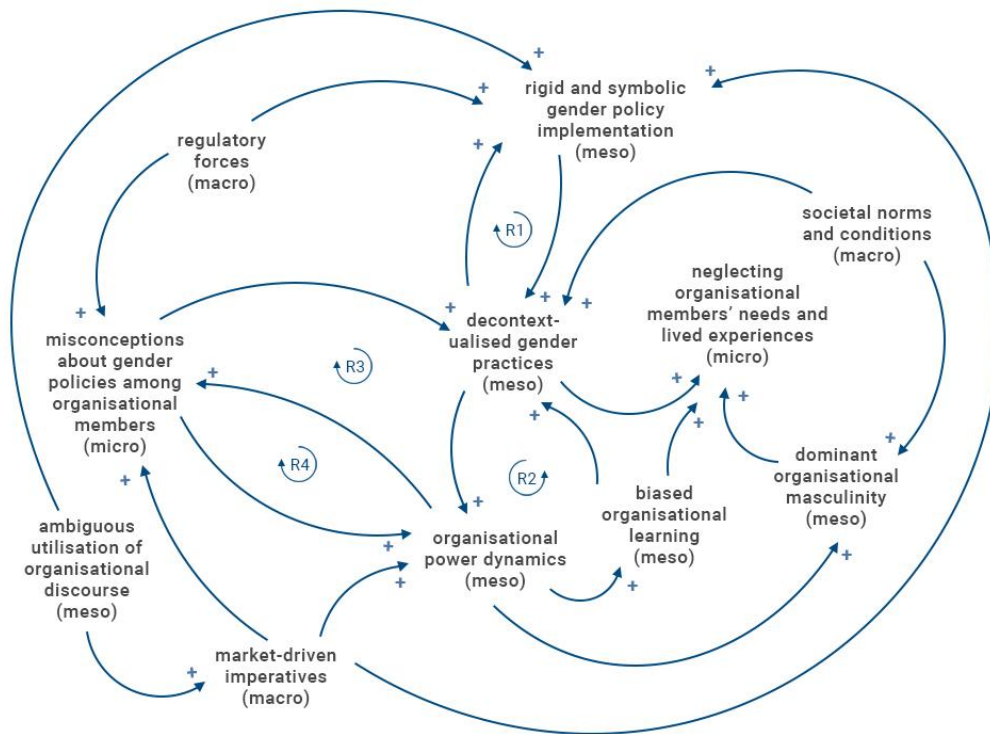 +
+
+
rigid and symbolic
gender policy
implementation
(meso)
regulatory
forces
(macro)
+
R1
societal norms
and conditions
(macro)
neglecting
organisational
members' needs and
lived experiences
(micro)
+
+
+
+
misconceptions
about gender
policies among
organisational
members
(micro)
decontext-
ualised gender
practices
(meso)
R3
+
+
+
+
+
R4
R2
dominant
organisational
masculinity
(meso)
+
+
biased
organisational
learning
(meso)
ambiguous
utilisation of
organisational
discourse
(meso)
organisational
power dynamics
(meso)
+
+
+
+
+
market-driven
imperatives
(macro)